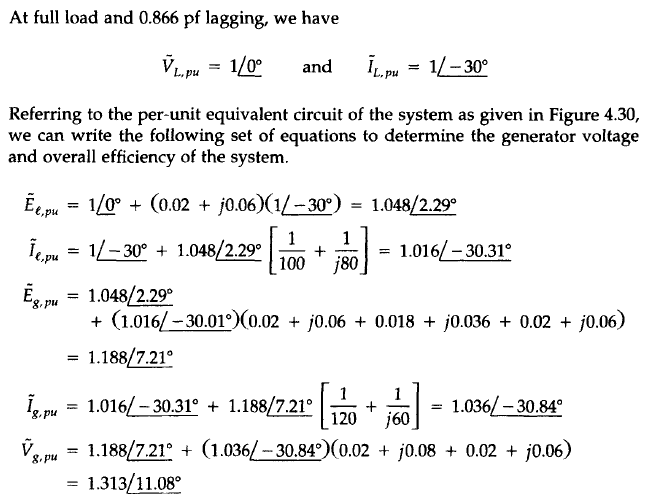 At full load and 0.866 pf lagging, we have
Ṽ_L,pu = 1/0° and Ĩ_L,pu = 1/−30°
Referring to the per-unit equivalent circuit of the system as given in Figure 4.30,
we can write the following set of equations to determine the generator voltage
and overall efficiency of the system.
Ẽ_ℓ,pu = 1/0° + (0.02 + j0.06)(1/−30°) = 1.048/2.29°
Ĩ_ℓ,pu = 1/−30° + 1.048/2.29° [1/100 + 1/j80] = 1.016/−30.31°
Ẽ_g,pu = 1.048/2.29°
+ (1.016/−30.01°)(0.02 + j0.06 + 0.018 + j0.036 + 0.02 + j0.06)
= 1.188/7.21°
Ĩ_g,pu = 1.016/−30.31° + 1.188/7.21° [1/120 + 1/j60] = 1.036/−30.84°
Ṽ_g,pu = 1.188/7.21° + (1.036/−30.84°)(0.02 + j0.08 + 0.02 + j0.06)
= 1.313/11.08°